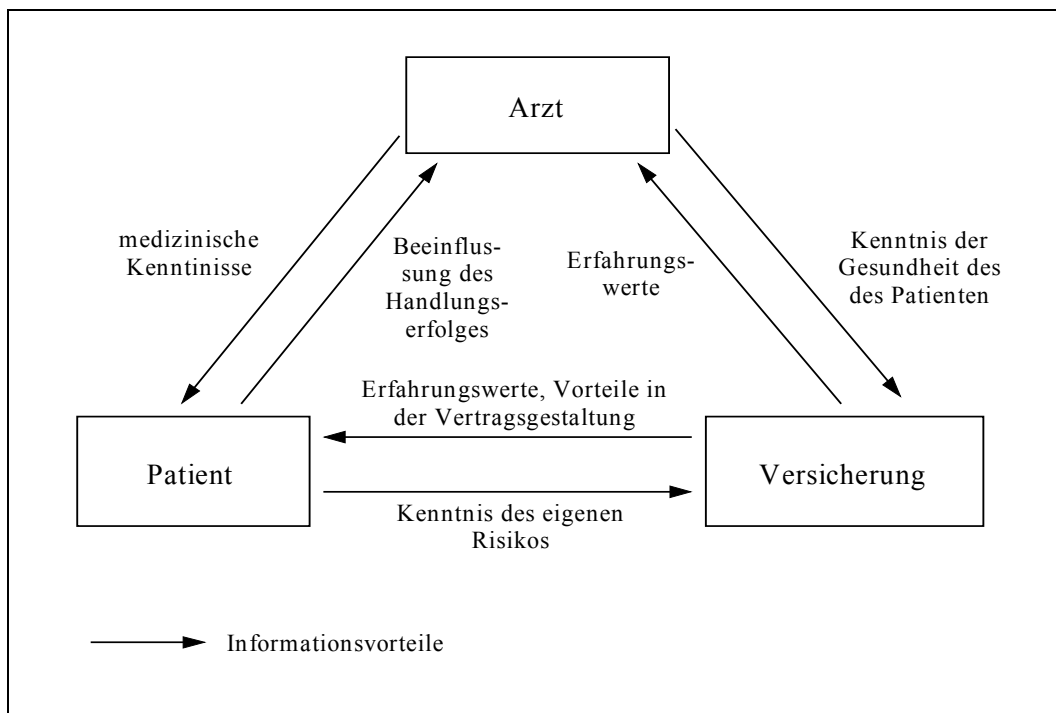 Arzt
medizinische
Kenntinisse
Beeinflus-
sung des
Handlungs-
erfolges
Erfahrungs-
werte
Kenntnis der
Gesundheit des
des Patienten
Erfahrungswerte, Vorteile in
der Vertragsgestaltung
Patient
Versicherung
Kenntnis des eigenen
Risikos
Informationsvorteile